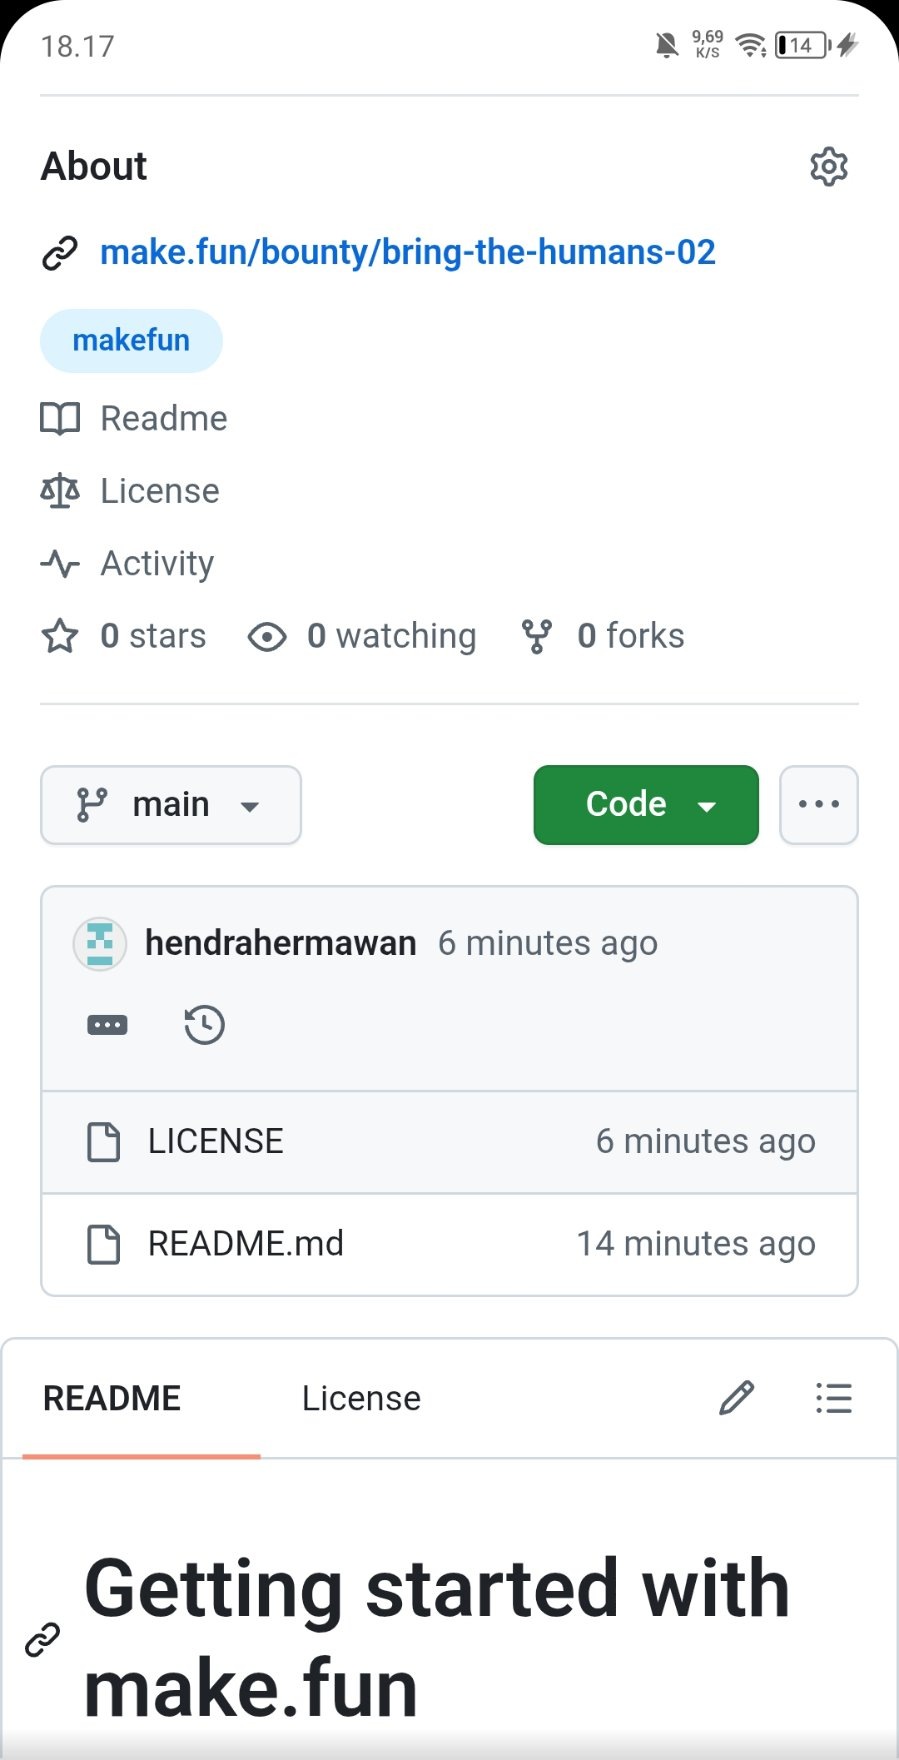 18.17
9,69
K/S
14
About
make.fun/bounty/bring-the-humans-02
makefun
Readme
License
Activity
0 stars 0 watching 0 forks
main Code
hendrahermawan 6 minutes ago
LICENSE 6 minutes ago
README.md 14 minutes ago
README License
Getting started with
make.fun